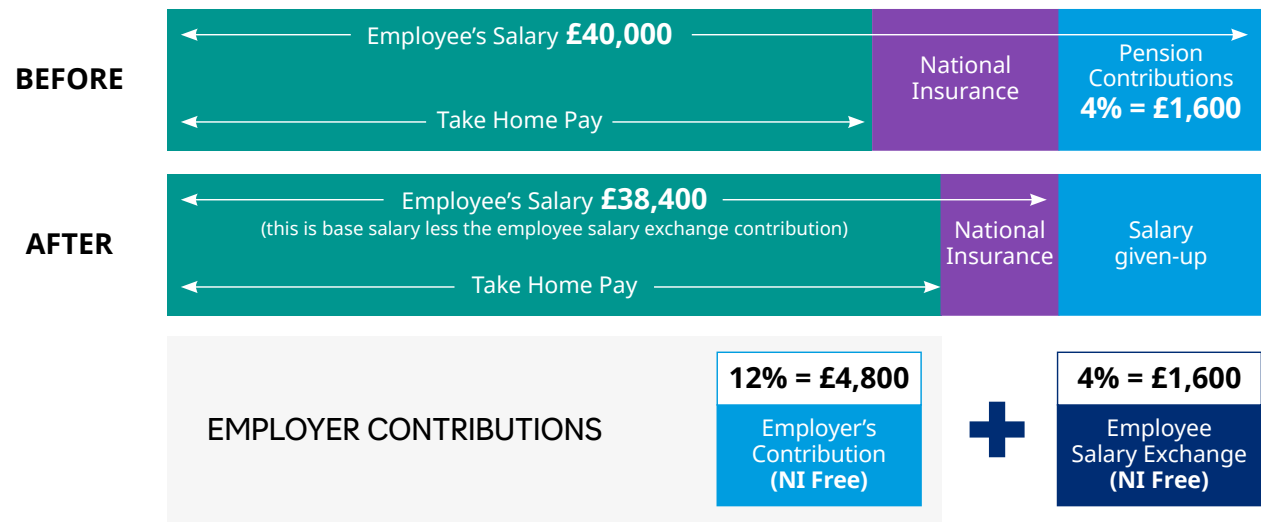 BEFORE
Employee’s Salary £40,000
Take Home Pay
National
Insurance
Pension
Contributions
4% = £1,600
AFTER
Employee’s Salary £38,400
(this is base salary less the employee salary exchange contribution)
Take Home Pay
National
Insurance
Salary
given-up
EMPLOYER CONTRIBUTIONS
12% = £4,800
Employer’s
Contribution
(NI Free)
+
4% = £1,600
Employee
Salary Exchange
(NI Free)